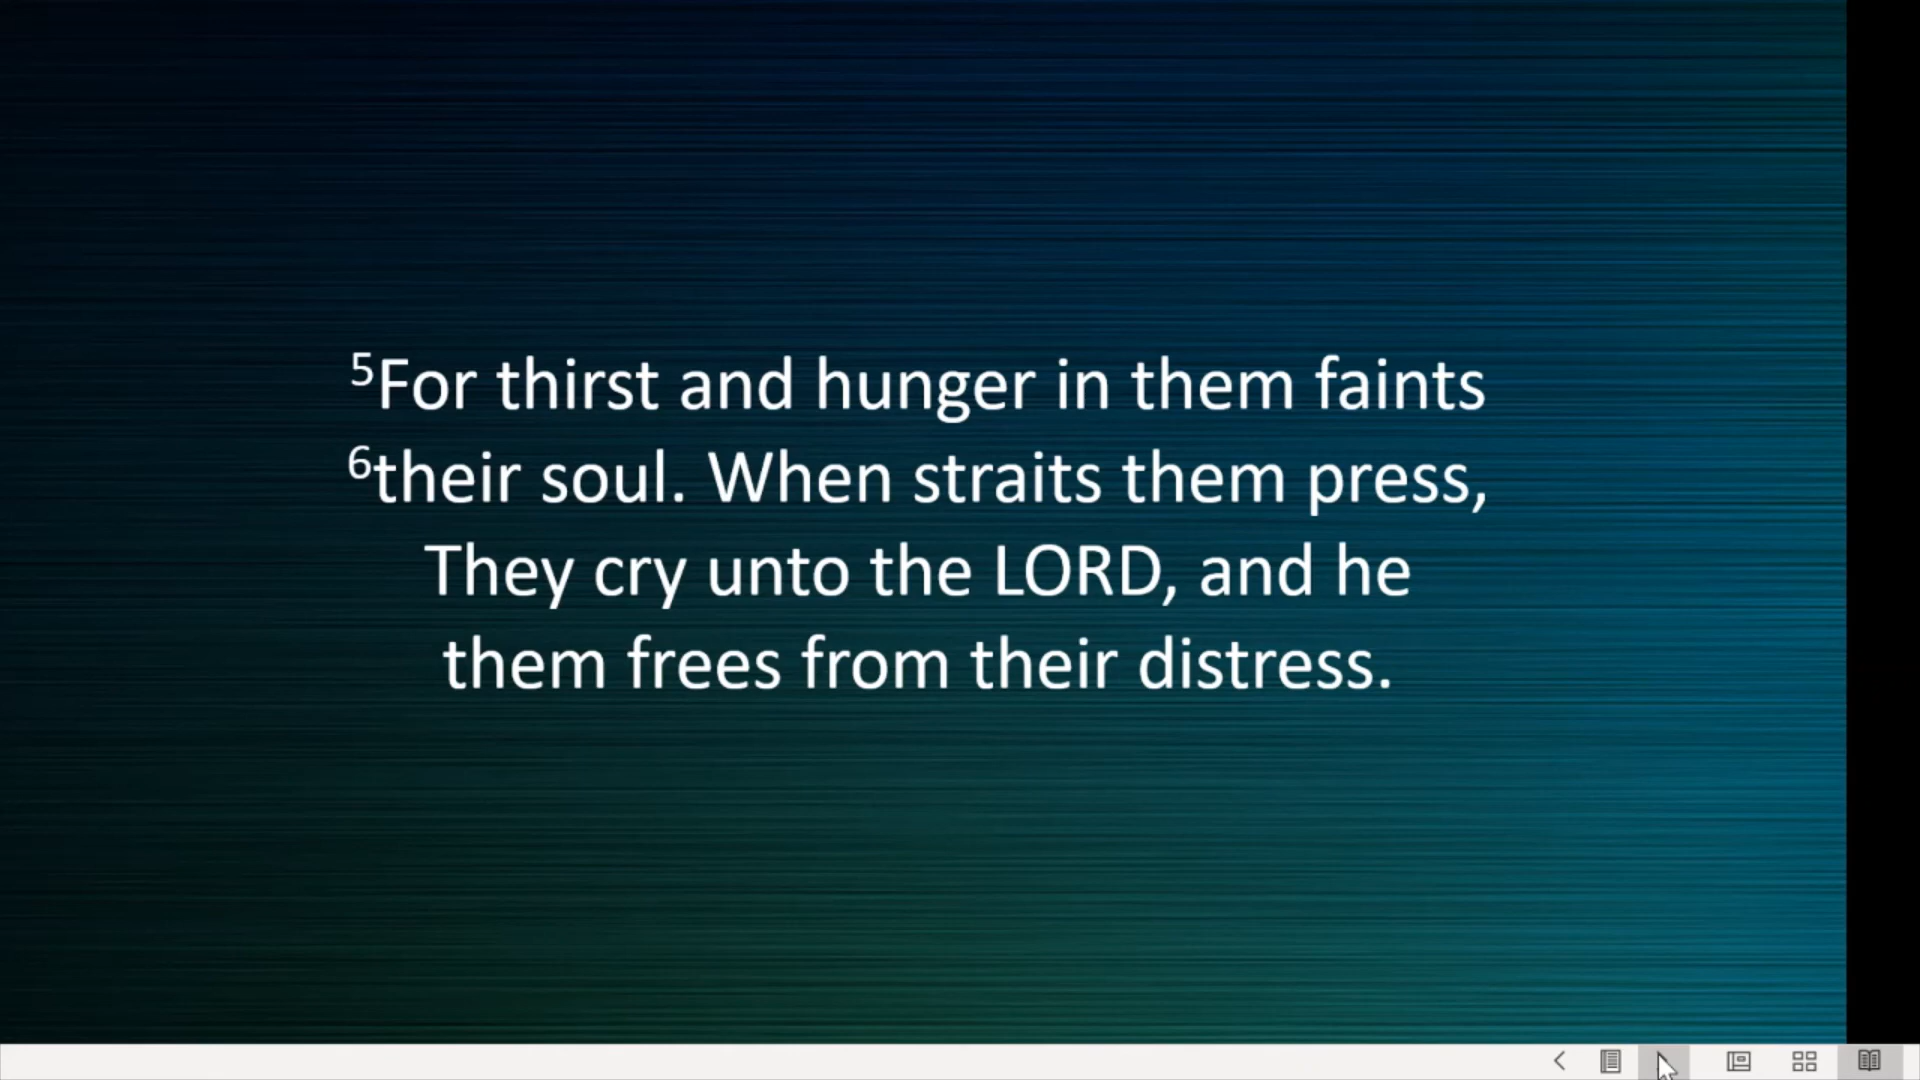 ⁵For thirst and hunger in them faints
⁶their soul. When straits them press,
They cry unto the LORD, and he
them frees from their distress.